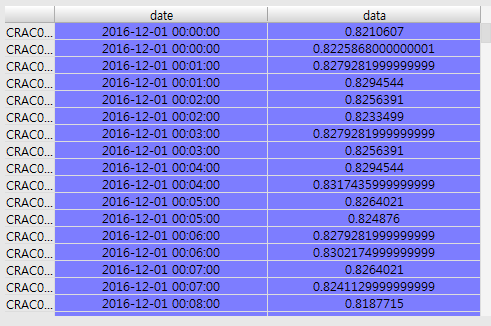 date data
CRAC0... 2016-12-01 00:00:00 0.8210607
CRAC0... 2016-12-01 00:00:00 0.8225868000000001
CRAC0... 2016-12-01 00:01:00 0.8279281999999999
CRAC0... 2016-12-01 00:01:00 0.8294544
CRAC0... 2016-12-01 00:02:00 0.8256391
CRAC0... 2016-12-01 00:02:00 0.8233499
CRAC0... 2016-12-01 00:03:00 0.8279281999999999
CRAC0... 2016-12-01 00:03:00 0.8256391
CRAC0... 2016-12-01 00:04:00 0.8294544
CRAC0... 2016-12-01 00:04:00 0.8317435999999999
CRAC0... 2016-12-01 00:05:00 0.8264021
CRAC0... 2016-12-01 00:05:00 0.824876
CRAC0... 2016-12-01 00:06:00 0.8279281999999999
CRAC0... 2016-12-01 00:06:00 0.8302174999999999
CRAC0... 2016-12-01 00:07:00 0.8264021
CRAC0... 2016-12-01 00:07:00 0.8241129999999999
CRAC0... 2016-12-01 00:08:00 0.8187715